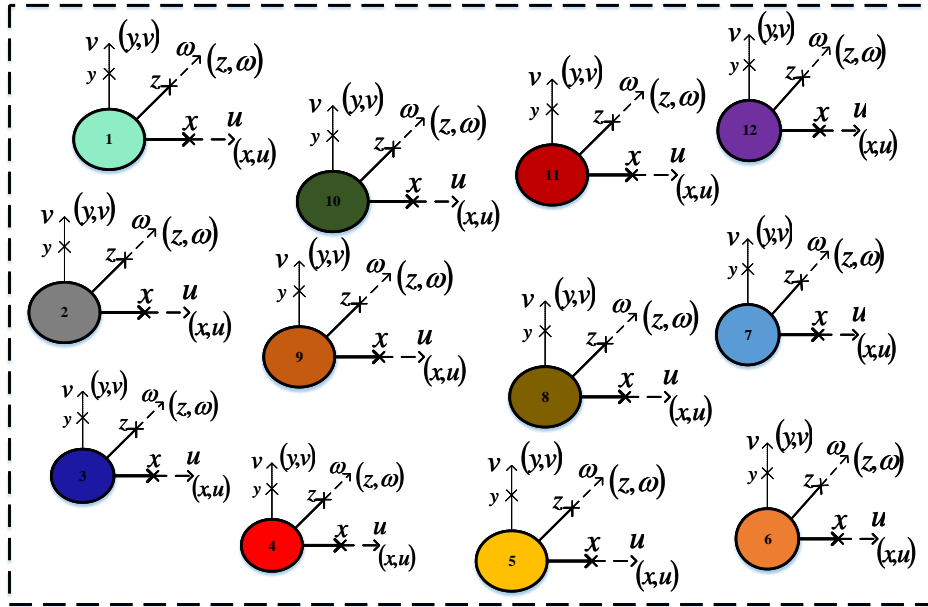 v (y,v)
y
ω (z,ω)
z
1
x u
(x,u)
v (y,v)
y
ω (z,ω)
z
10
x u
(x,u)
v (y,v)
y
ω (z,ω)
z
11
x u
(x,u)
v (y,v)
y
ω (z,ω)
z
12
x u
(x,u)
v (y,v)
y
ω (z,ω)
z
2
x u
(x,u)
v (y,v)
y
ω (z,ω)
z
9
x u
(x,u)
v (y,v)
y
ω (z,ω)
z
8
x u
(x,u)
v (y,v)
y
ω (z,ω)
z
7
x u
(x,u)
v (y,v)
y
ω (z,ω)
z
3
x u
(x,u)
v (y,v)
y
ω (z,ω)
z
4
x u
(x,u)
v (y,v)
y
ω (z,ω)
z
5
x u
(x,u)
v (y,v)
y
ω (z,ω)
z
6
x u
(x,u)